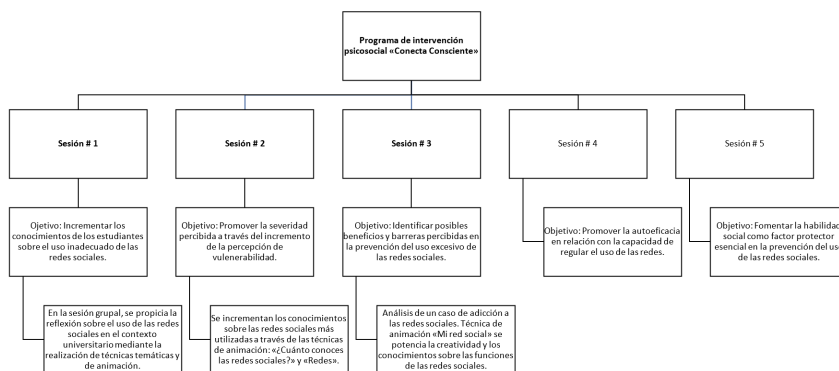 Programa de intervención
psicosocial «Conecta Consciente»
Sesión # 1
Sesión # 2
Sesión # 3
Sesión # 4
Sesión # 5
Ojetivo: Incrementar los
conocimientos de los estudiantes
sobre el uso inadecuado de las
redes sociales.
Objetivo: Promover la severidad
percibida a través del incremento
de la percepción de
vulenerabilidad.
Objetivo: Identificar posibles
beneficios y barreras percibidas en
la prevención del uso excesivo de
las redes sociales.
Objetivo: Promover la autoeficacia
en relación con la capacidad de
regular el uso de las redes.
Objetivo: Fomentar la habilidad
social como factor protector
esencial en la prevención del uso
de las redes sociales.
En la sesión grupal, se propicia la
reflexión sobre el uso de las redes
sociales en el contexto
universitario mediante la
realización de técnicas temáticas y
de animación.
Se incrementan los conocimientos
sobre las redes sociales más
utilizadas a través de las técnicas
de animación: «¿Cuánto conoces
las redes sociales?» y «Redes».
Análisis de un caso de adicción a
las redes sociales. Técnica de
animación «Mi red social» se
potencia la creatividad y los
conocimientos sobre las funciones
de las redes sociales.